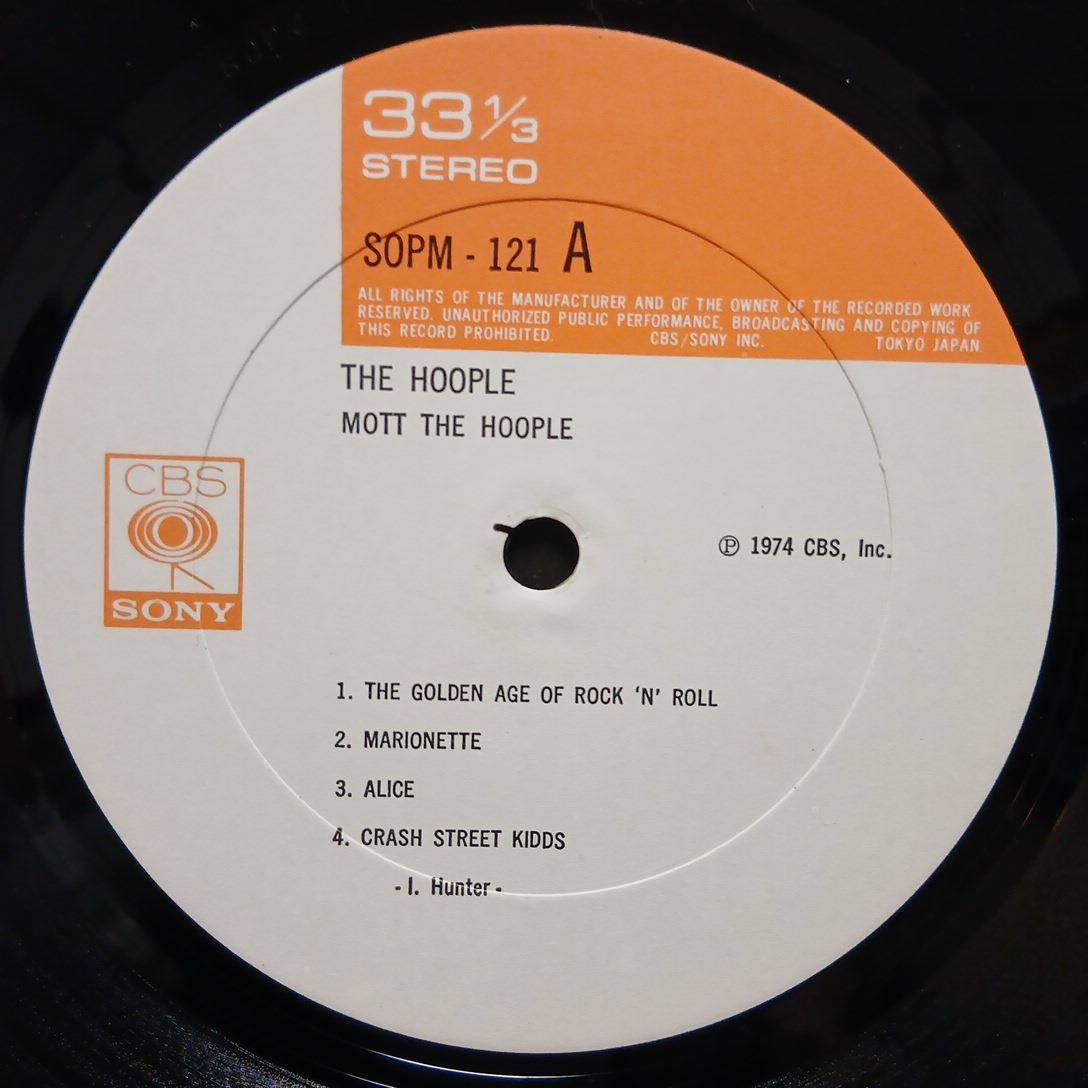 33 1/3
STEREO
SOPM - 121 A
ALL RIGHTS OF THE MANUFACTURER AND OF THE OWNER OF THE RECORDED WORK
RESERVED. UNAUTHORIZED PUBLIC PERFORMANCE, BROADCASTING AND COPYING OF
THIS RECORD PROHIBITED. CBS/SONY INC. TOKYO JAPAN.
THE HOOPLE
MOTT THE HOOPLE
CBS
SONY
℗ 1974 CBS, Inc.
1. THE GOLDEN AGE OF ROCK ‘N’ ROLL
2. MARIONETTE
3. ALICE
4. CRASH STREET KIDDS
- I. Hunter -